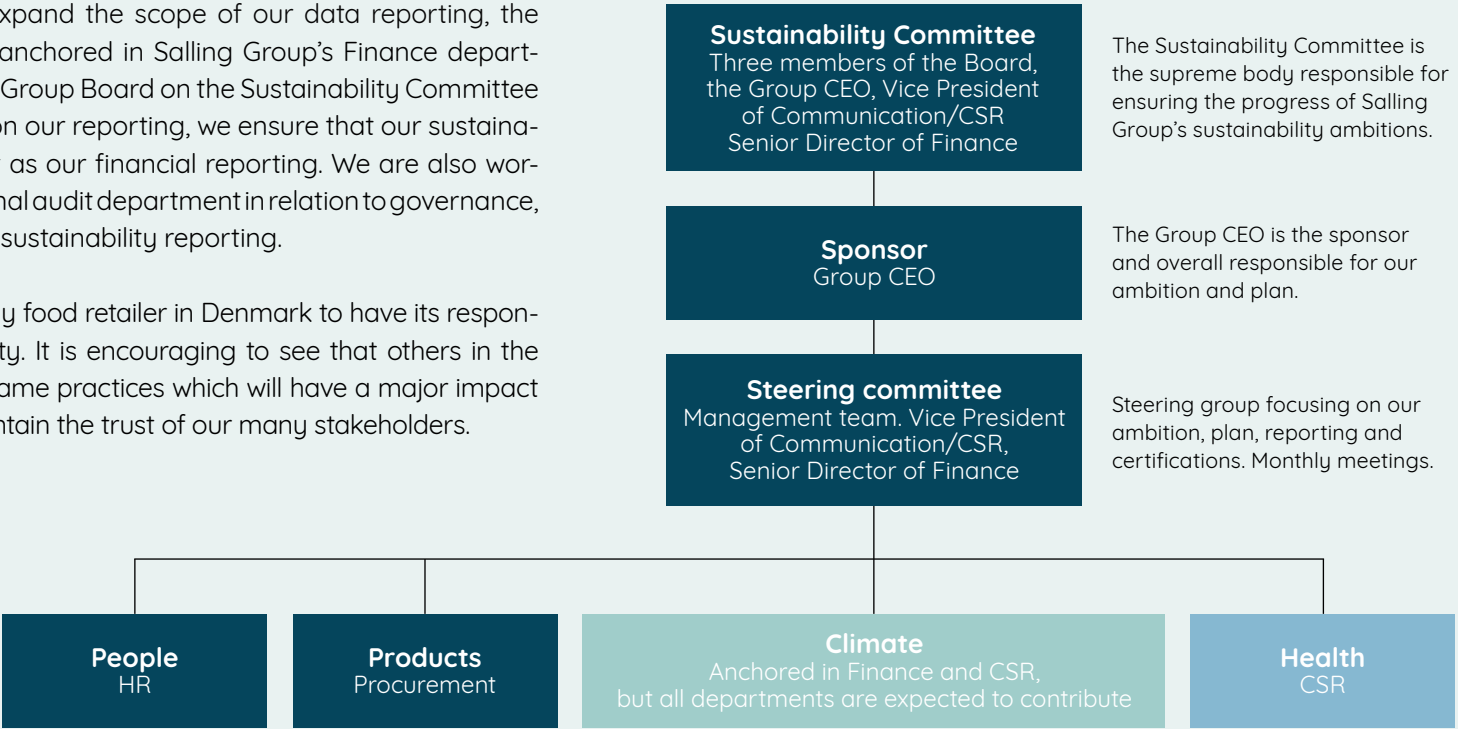 xpand the scope of our data reporting, the
anchored in Salling Group's Finance depart-
Group Board on the Sustainability Committee
on our reporting, we ensure that our sustaina-
as our financial reporting. We are also wor-
nal audit department in relation to governance,
sustainability reporting.
y food retailer in Denmark to have its respon-
ty. It is encouraging to see that others in the
ame practices which will have a major impact
ntain the trust of our many stakeholders.
Sustainability Committee
Three members of the Board,
the Group CEO, Vice President
of Communication/CSR
Senior Director of Finance
The Sustainability Committee is
the supreme body responsible for
ensuring the progress of Salling
Group's sustainability ambitions.
Sponsor
Group CEO
The Group CEO is the sponsor
and overall responsible for our
ambition and plan.
Steering committee
Management team. Vice President
of Communication/CSR,
Senior Director of Finance
Steering group focusing on our
ambition, plan, reporting and
certifications. Monthly meetings.
People
HR
Products
Procurement
Climate
Anchored in Finance and CSR,
but all departments are expected to contribute
Health
CSR